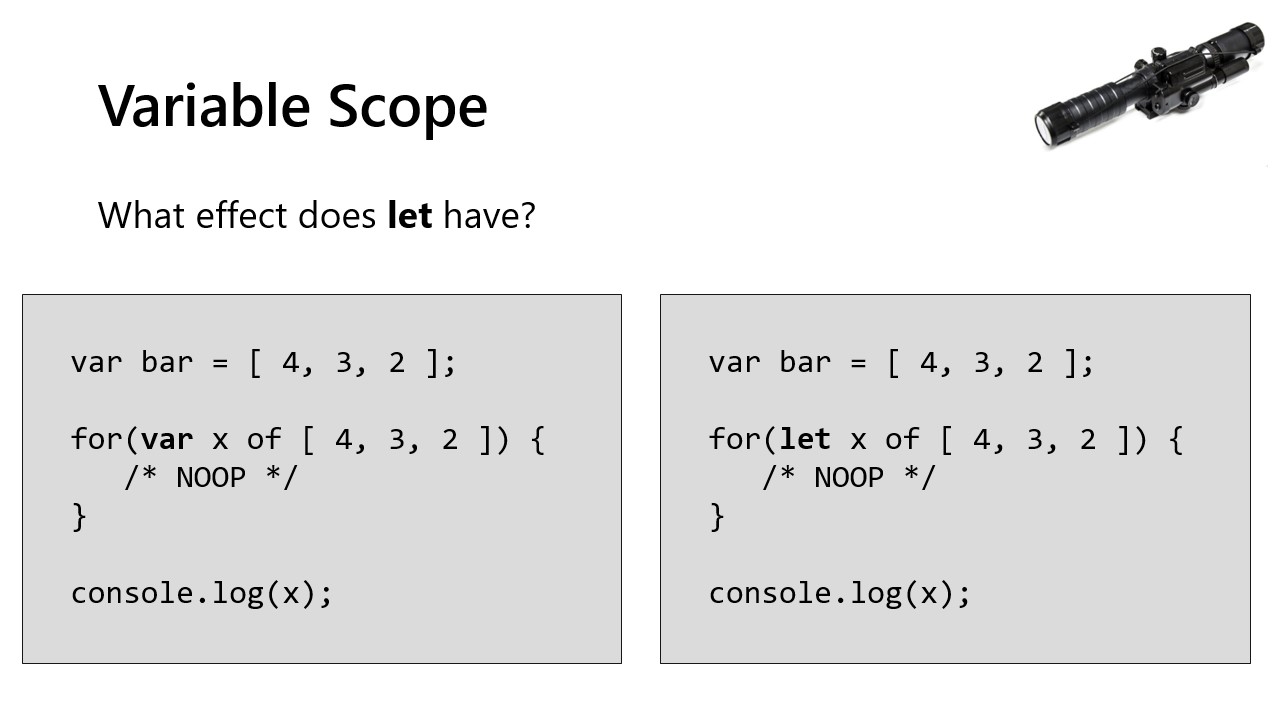 Variable Scope
What effect does let have?
var bar = [ 4, 3, 2 ];
for(var x of [ 4, 3, 2 ]) {
/* NOOP */
}
console.log(x);
var bar = [ 4, 3, 2 ];
for(let x of [ 4, 3, 2 ]) {
/* NOOP */
}
console.log(x);